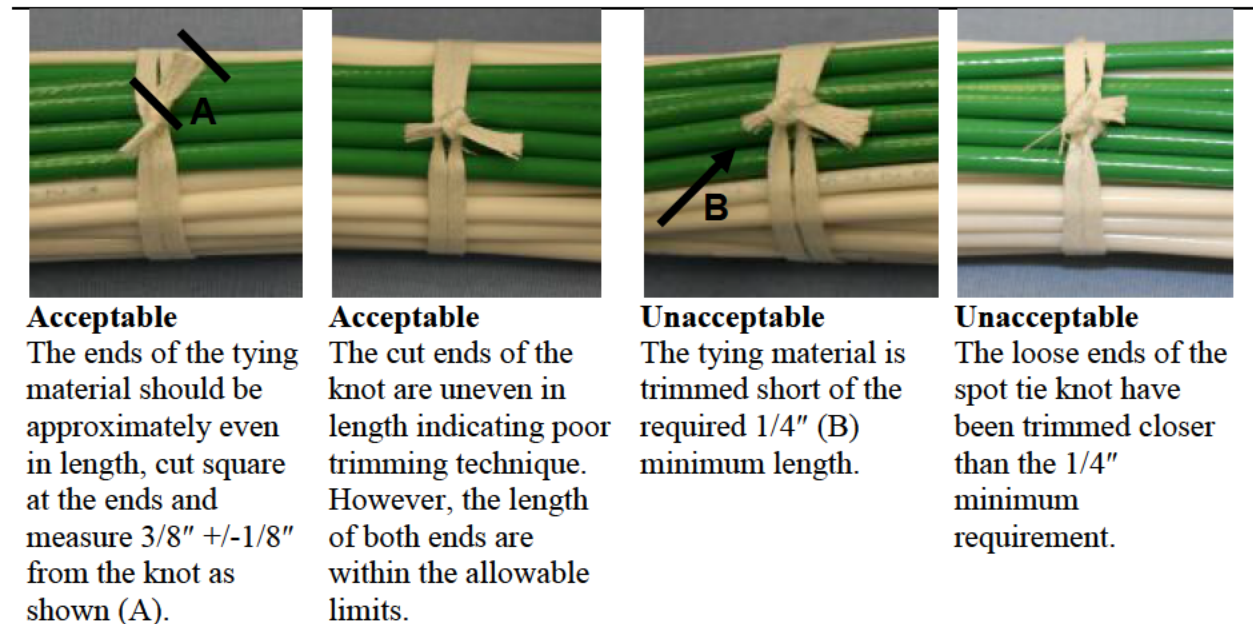 A
B
Acceptable
The ends of the tying
material should be
approximately even
in length, cut square
at the ends and
measure 3/8″ +/-1/8″
from the knot as
shown (A).
Acceptable
The cut ends of the
knot are uneven in
length indicating poor
trimming technique.
However, the length
of both ends are
within the allowable
limits.
Unacceptable
The tying material is
trimmed short of the
required 1/4″ (B)
minimum length.
Unacceptable
The loose ends of the
spot tie knot have
been trimmed closer
than the 1/4″
minimum
requirement.